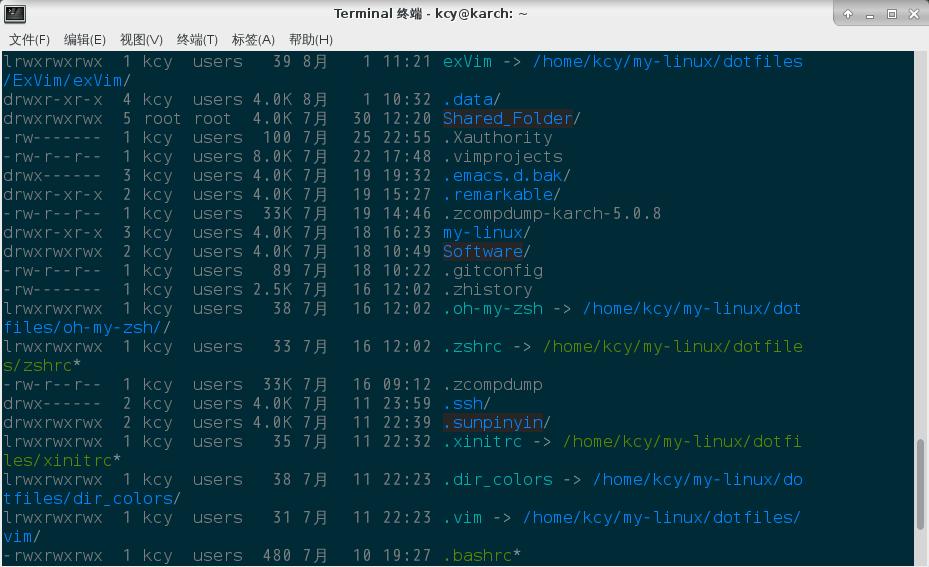 Terminal 终端 - kcy@karch: ~
文件(F) 编辑(E) 视图(V) 终端(T) 标签(A) 帮助(H)
lrwxrwxrwx 1 kcy users 39 8月 1 11:21 exVim -> /home/kcy/my-linux/dotfiles
/ExVim/exVim/
drwxr-xr-x 4 kcy users 4.0K 8月 1 10:32 .data/
drwxrwxrwx 5 root root 4.0K 7月 30 12:20 Shared_Folder/
-rw------- 1 kcy users 100 7月 25 22:55 .Xauthority
-rw-r--r-- 1 kcy users 8.0K 7月 22 17:48 .vimprojects
drwx------ 3 kcy users 4.0K 7月 19 19:32 .emacs.d.bak/
drwxr-xr-x 2 kcy users 4.0K 7月 19 15:27 .remarkable/
-rw-r--r-- 1 kcy users 33K 7月 19 14:46 .zcompdump-karch-5.0.8
drwxr-xr-x 3 kcy users 4.0K 7月 18 16:23 my-linux/
drwxrwxrwx 2 kcy users 4.0K 7月 18 10:49 Software/
-rw-r--r-- 1 kcy users 89 7月 18 10:22 .gitconfig
-rw------- 1 kcy users 2.5K 7月 16 12:02 .zhistory
lrwxrwxrwx 1 kcy users 38 7月 16 12:02 .oh-my-zsh -> /home/kcy/my-linux/dot
files/oh-my-zsh//
lrwxrwxrwx 1 kcy users 33 7月 16 12:02 .zshrc -> /home/kcy/my-linux/dotfile
s/zshrc*
-rw-r--r-- 1 kcy users 33K 7月 16 09:12 .zcompdump
drwx------ 2 kcy users 4.0K 7月 11 23:59 .ssh/
drwxrwxrwx 2 kcy users 4.0K 7月 11 22:39 .sunpinyin/
lrwxrwxrwx 1 kcy users 35 7月 11 22:32 .xinitrc -> /home/kcy/my-linux/dotfi
les/xinitrc*
lrwxrwxrwx 1 kcy users 38 7月 11 22:23 .dir_colors -> /home/kcy/my-linux/do
tfiles/dir_colors/
lrwxrwxrwx 1 kcy users 31 7月 11 22:23 .vim -> /home/kcy/my-linux/dotfiles/
vim/
-rwxrwxrwx 1 kcy users 480 7月 10 19:27 .bashrc*